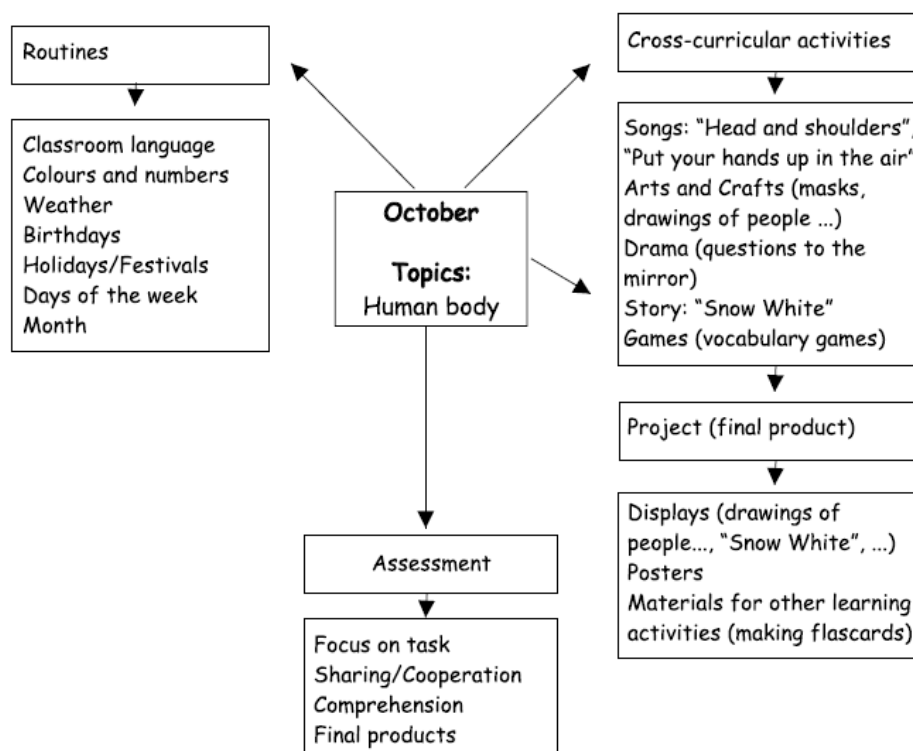 Routines
Classroom language
Colours and numbers
Weather
Birthdays
Holidays/Festivals
Days of the week
Month
October
Topics:
Human body
Cross-curricular activities
Songs: “Head and shoulders”,
“Put your hands up in the air”
Arts and Crafts (masks,
drawings of people ...)
Drama (questions to the
mirror)
Story: “Snow White”
Games (vocabulary games)
Project (final product)
Displays (drawings of
people..., “Snow White”, ...)
Posters
Materials for other learning
activities (making flascards)
Assessment
Focus on task
Sharing/Cooperation
Comprehension
Final products